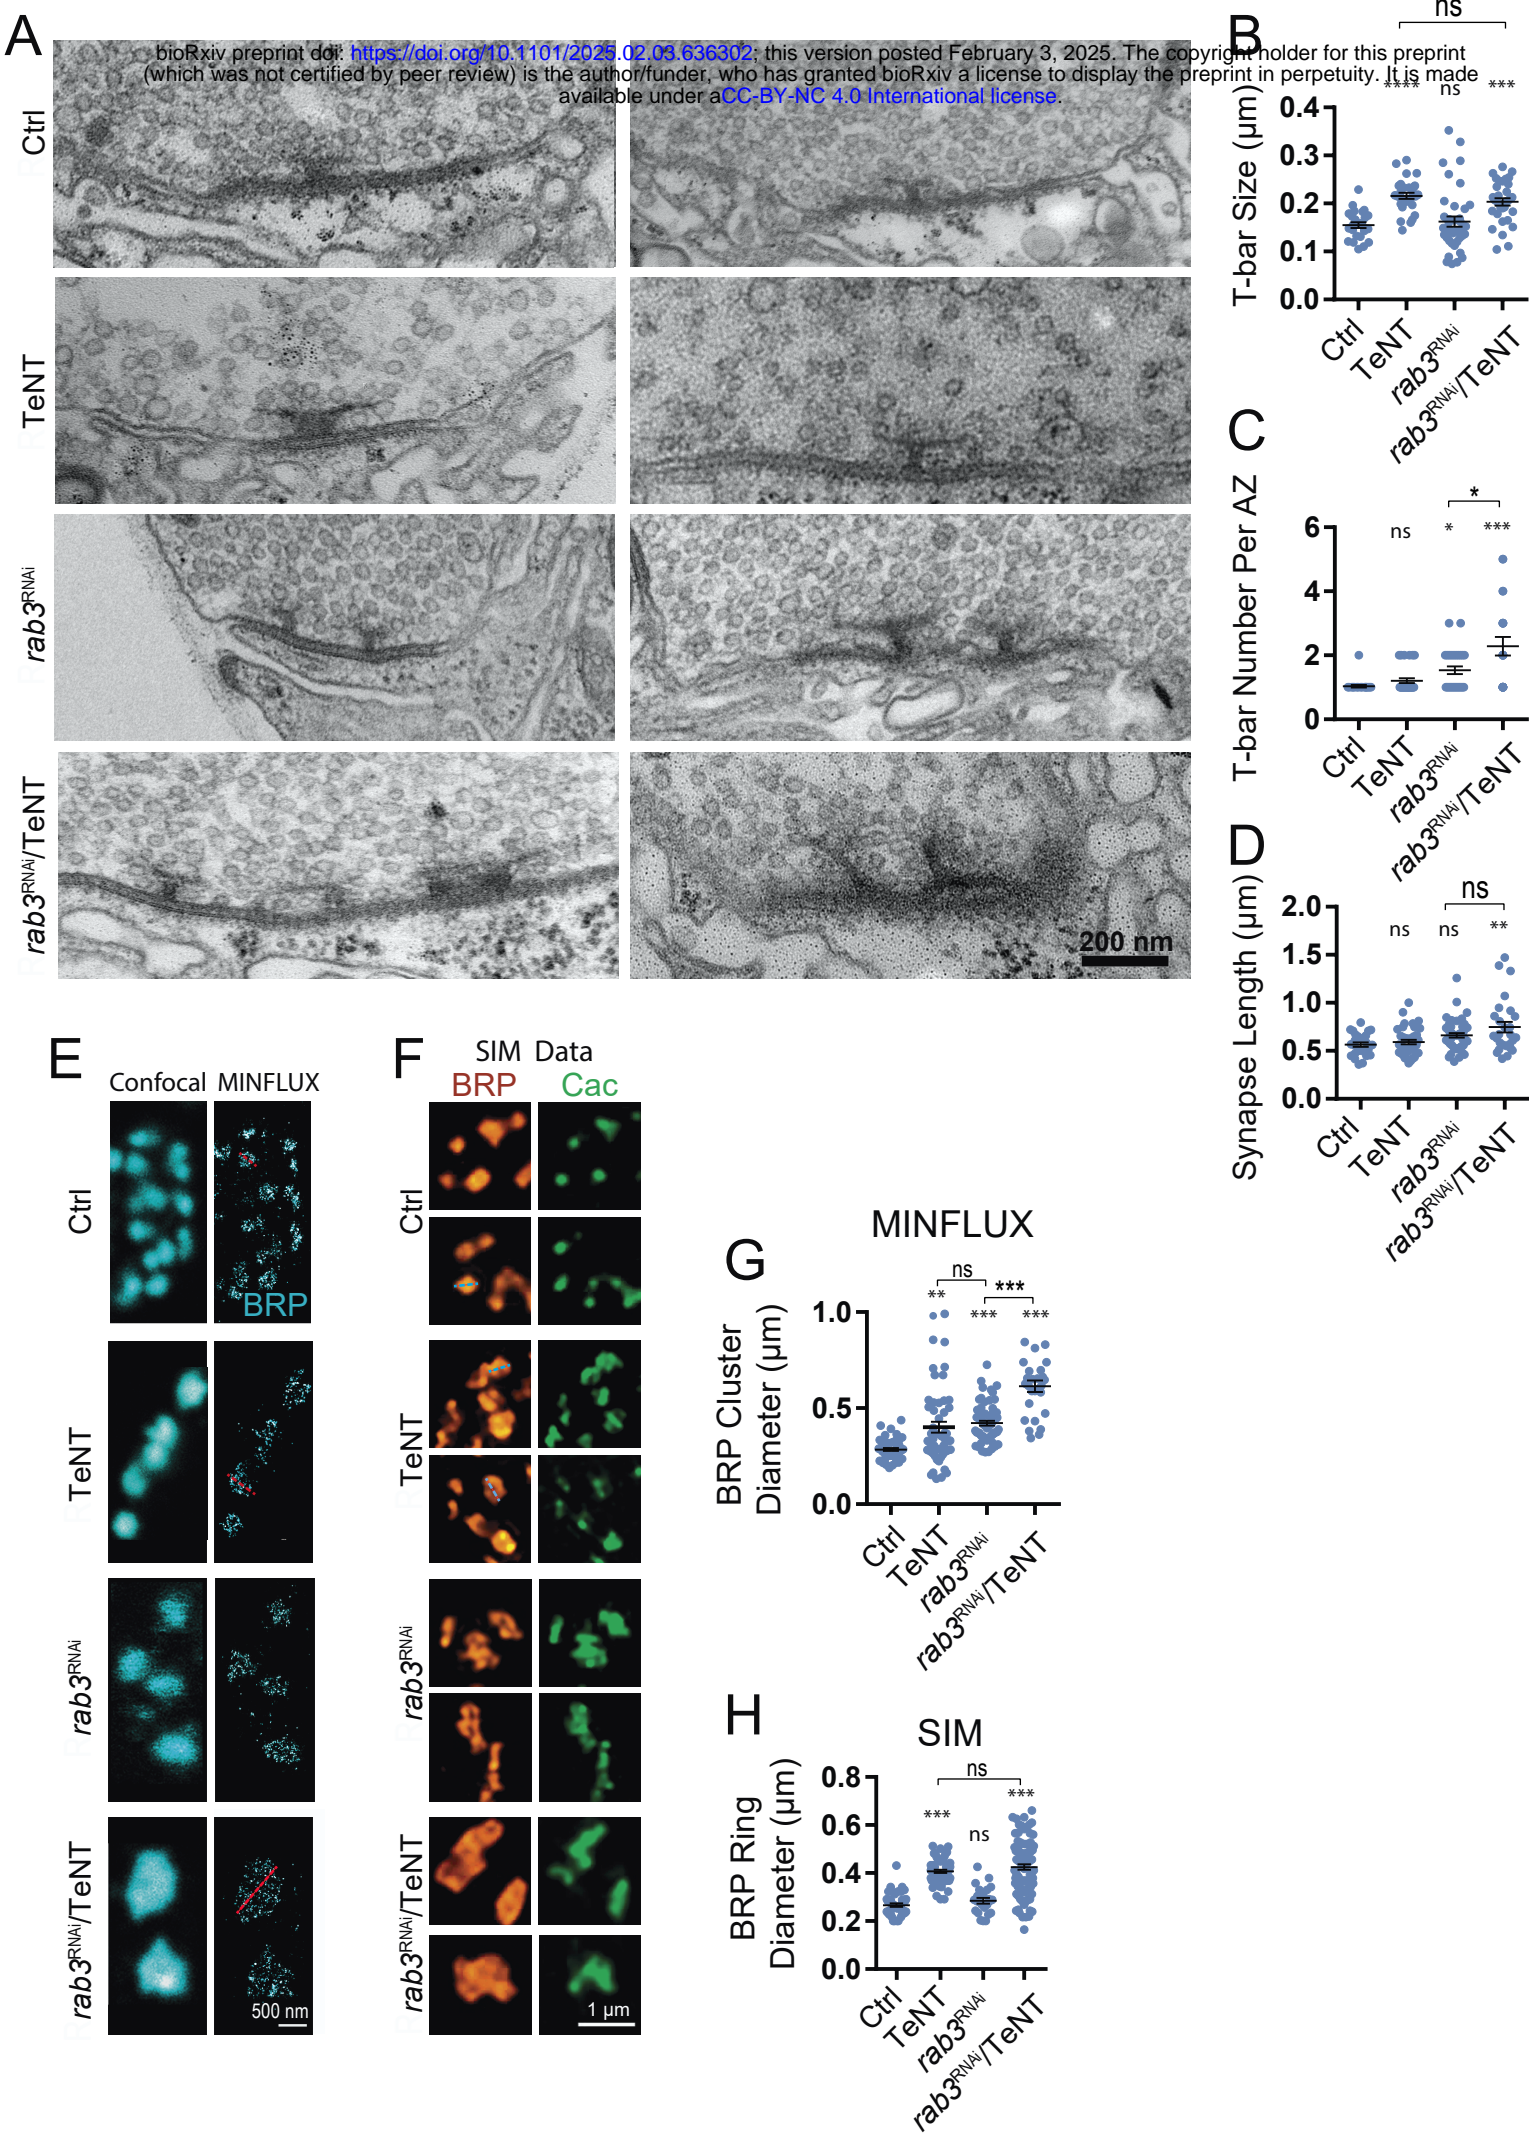 A
bioRxiv preprint doi: https://doi.org/10.1101/2025.02.03.636302; this version posted February 3, 2025. The copyright holder for this preprint
(which was not certified by peer review) is the author/funder, who has granted bioRxiv a license to display the preprint in perpetuity. It is made
available under aCC-BY-NC 4.0 International license.
Ctrl
TeNT
rab3RNAi
rab3RNAi/TeNT
200 nm
B
ns
**** ns ***
T-bar Size (µm)
0.4
0.3
0.2
0.1
0.0
Ctrl
TeNT
rab3RNAi
rab3RNAi/TeNT
C
*
ns * ***
T-bar Number Per AZ
6
4
2
0
Ctrl
TeNT
rab3RNAi
rab3RNAi/TeNT
D
ns
ns ns **
Synapse Length (µm)
2.0
1.5
1.0
0.5
0.0
Ctrl
TeNT
rab3RNAi
rab3RNAi/TeNT
E
Confocal MINFLUX
Ctrl
BRP
TeNT
rab3RNAi
rab3RNAi/TeNT
500 nm
F
SIM Data
BRP Cac
Ctrl
TeNT
rab3RNAi
rab3RNAi/TeNT
1 µm
G
MINFLUX
ns
***
** *** ***
BRP Cluster
Diameter (µm)
1.0
0.5
0.0
Ctrl
TeNT
rab3RNAi
rab3RNAi/TeNT
H
SIM
ns
*** ns ***
BRP Ring
Diameter (µm)
0.8
0.6
0.4
0.2
0.0
Ctrl
TeNT
rab3RNAi
rab3RNAi/TeNT